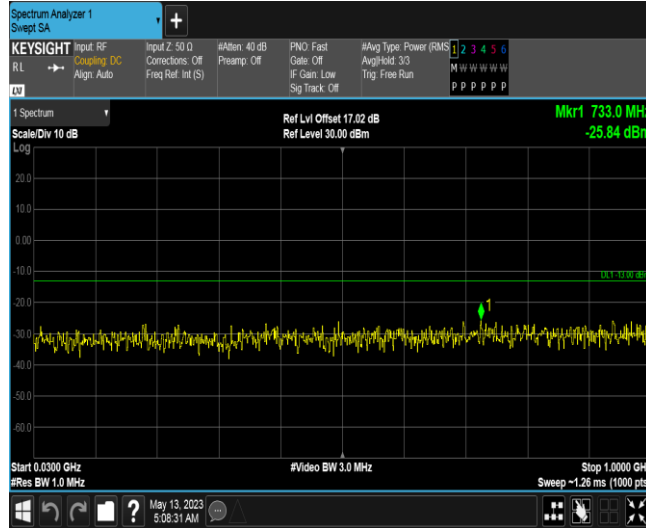 Spectrum Analyzer 1
Swept SA
+
KEYSIGHT Input: RF Input Z: 50 Ω #Atten: 40 dB PNO: Fast #Avg Type: Power (RMS 1 2 3 4 5 6
RL Coupling: DC Corrections: Off Preamp: Off Gate: Off Avg|Hold: 3/3 M W W W W W
Align: Auto Freq Ref: Int (S) IF Gain: Low Trig: Free Run
Sig Track: Off P P P P P P
LXI
1 Spectrum Ref Lvl Offset 17.02 dB Mkr1 733.0 MHz
Scale/Div 10 dB Ref Level 30.00 dBm -25.84 dBm
Log
20.0
10.0
0.00
-10.0
DL1 -13.00 dBm
-20.0
1
-30.0
-40.0
-50.0
-60.0
Start 0.0300 GHz #Video BW 3.0 MHz Stop 1.0000 GHz
#Res BW 1.0 MHz Sweep ~1.26 ms (1000 pts
? May 13, 2023
5:08:31 AM